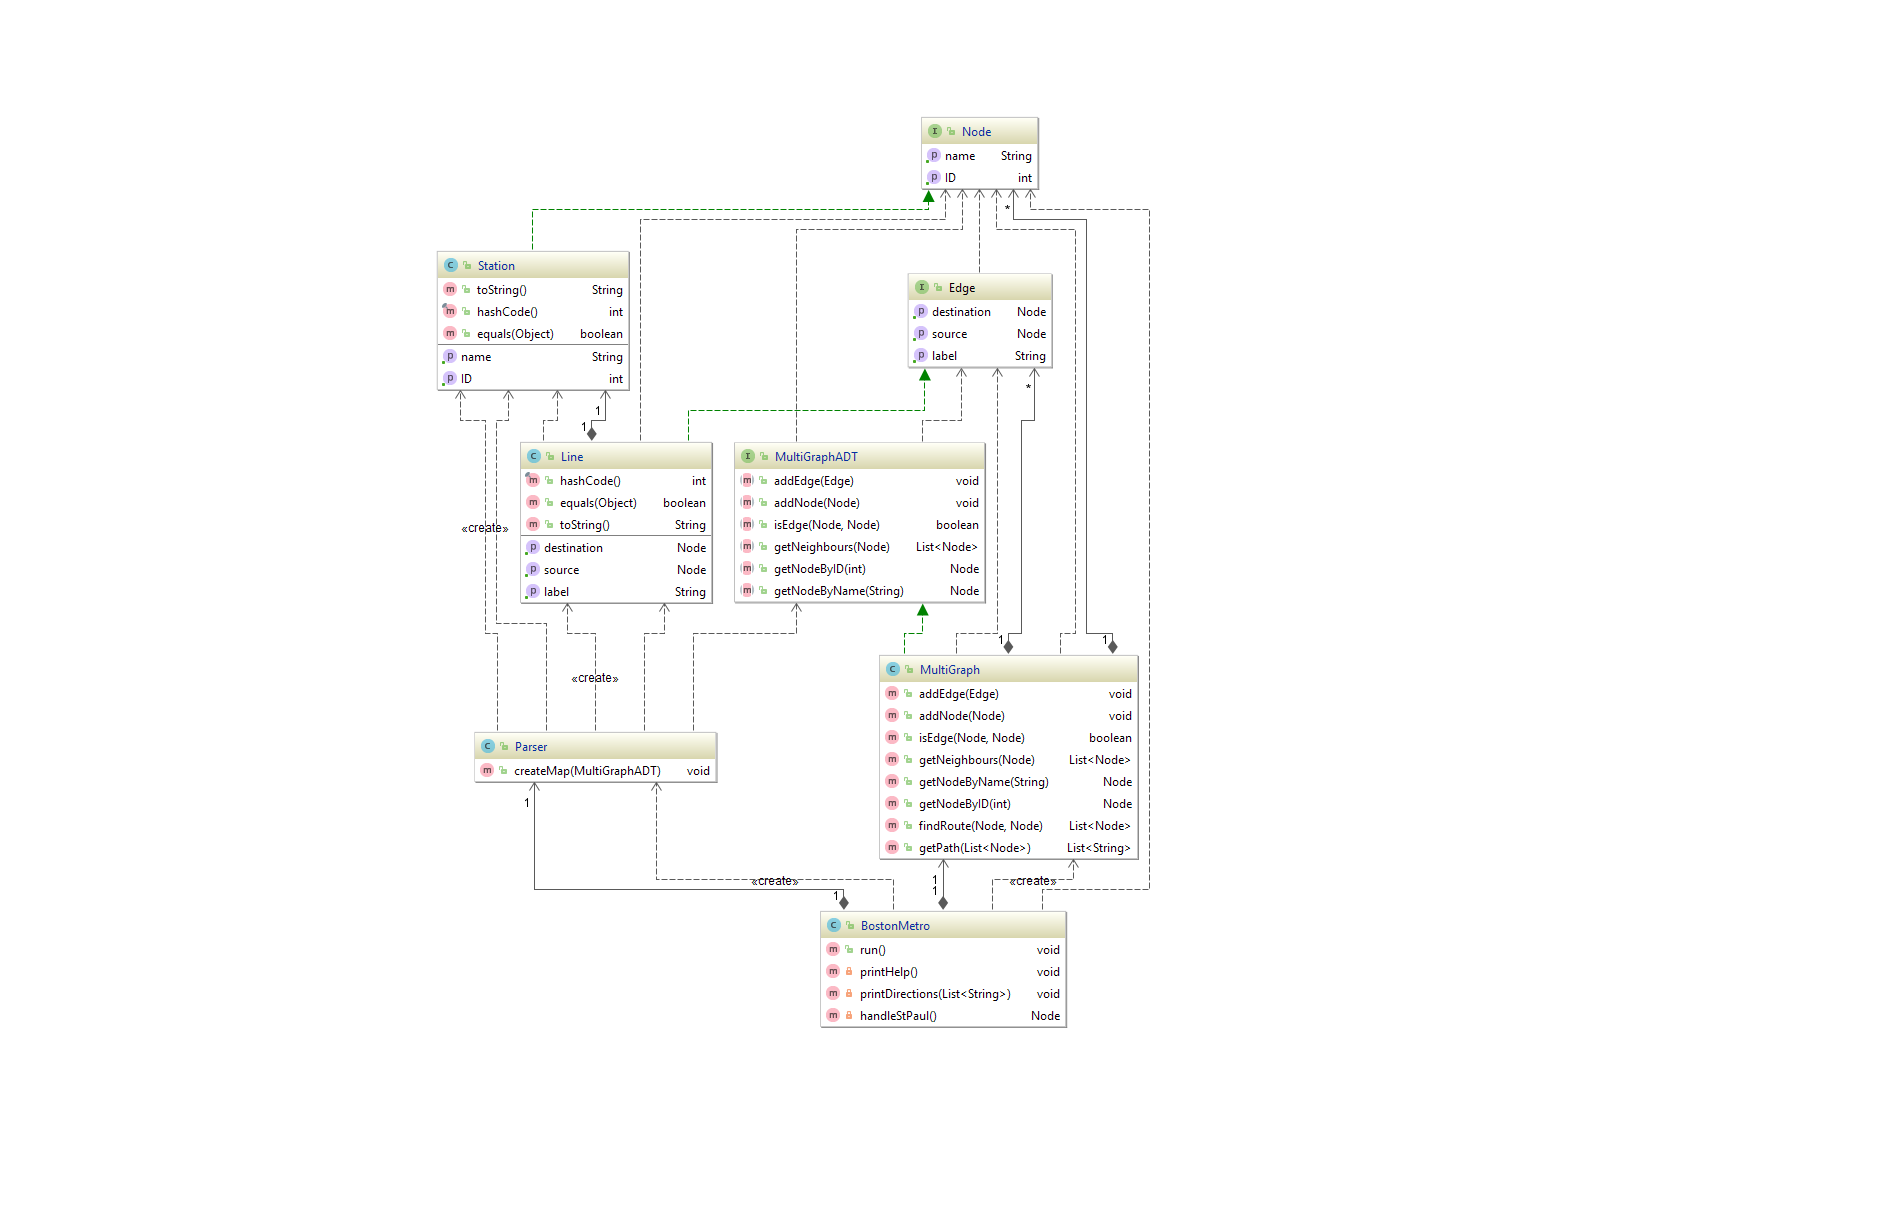 I Node
p name String
p ID int
*
C Station
m toString() String
m hashCode() int
m equals(Object) boolean
p name String
p ID int
I Edge
p destination Node
p source Node
p label String
*
1
1
C Line
m hashCode() int
m equals(Object) boolean
m toString() String
p destination Node
p source Node
p label String
«create»
I MultiGraphADT
m addEdge(Edge) void
m addNode(Node) void
m isEdge(Node, Node) boolean
m getNeighbours(Node) List<Node>
m getNodeByID(int) Node
m getNodeByName(String) Node
1
1
«create»
C MultiGraph
m addEdge(Edge) void
m addNode(Node) void
m isEdge(Node, Node) boolean
m getNeighbours(Node) List<Node>
m getNodeByName(String) Node
m getNodeByID(int) Node
m findRoute(Node, Node) List<Node>
m getPath(List<Node>) List<String>
C Parser
m createMap(MultiGraphADT) void
1
«create»
1
«create»
1
1
C BostonMetro
m run() void
m printHelp() void
m printDirections(List<String>) void
m handleStPaul() Node